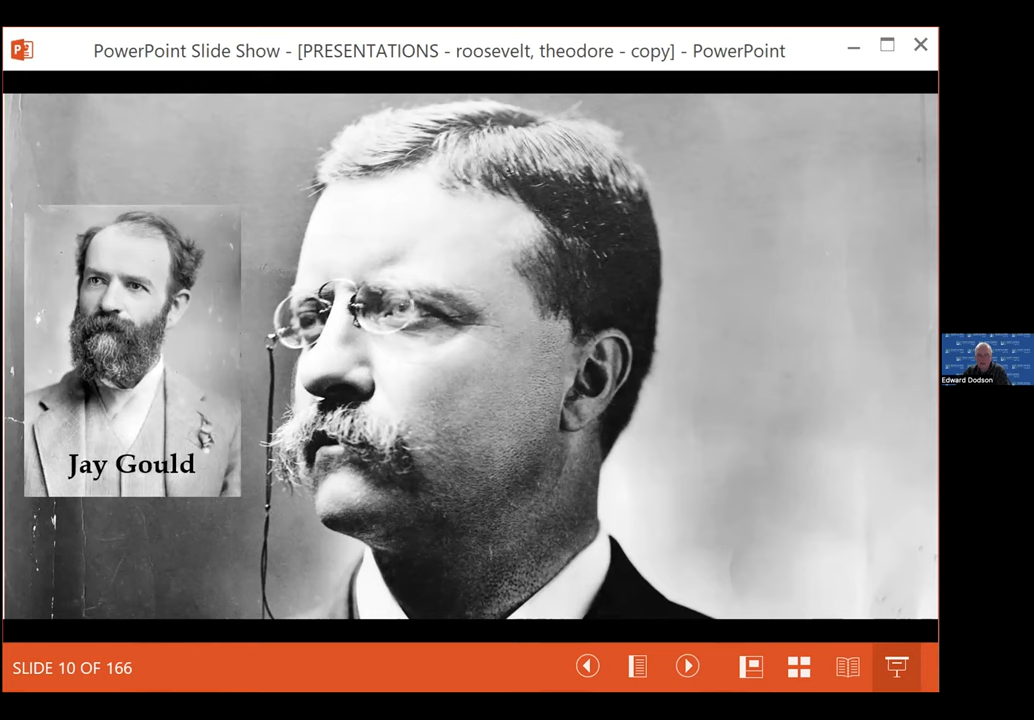 PowerPoint Slide Show - [PRESENTATIONS - roosevelt, theodore - copy] - PowerPoint
Jay Gould
Edward Dodson
SLIDE 10 OF 166